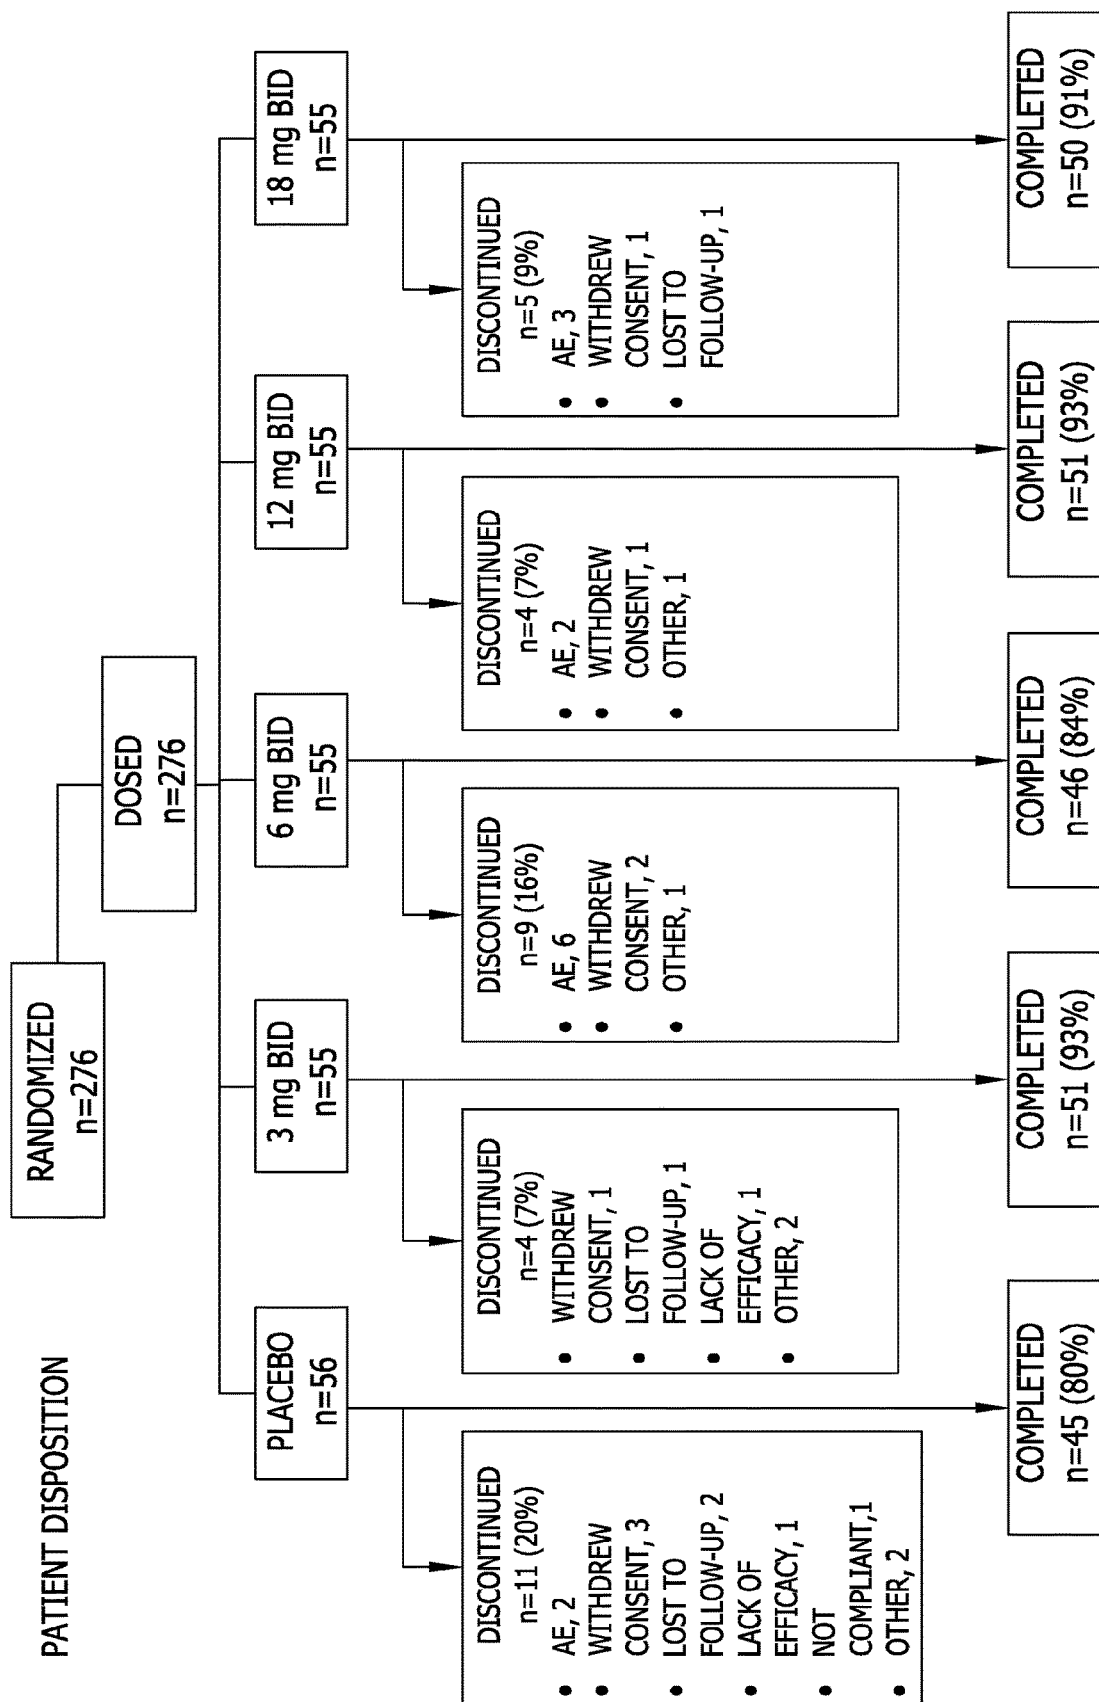 PATIENT DISPOSITION
RANDOMIZED
n=276
DOSED
n=276
PLACEBO
n=56
3 mg BID
n=55
6 mg BID
n=55
12 mg BID
n=55
18 mg BID
n=55
DISCONTINUED
n=11 (20%)
• AE, 2
• WITHDREW
CONSENT, 3
• LOST TO
FOLLOW-UP, 2
• LACK OF
EFFICACY, 1
• NOT
COMPLIANT,1
• OTHER, 2
DISCONTINUED
n=4 (7%)
• WITHDREW
CONSENT, 1
• LOST TO
FOLLOW-UP, 1
• LACK OF
EFFICACY, 1
• OTHER, 2
DISCONTINUED
n=9 (16%)
• AE, 6
• WITHDREW
CONSENT, 2
• OTHER, 1
DISCONTINUED
n=4 (7%)
• AE, 2
• WITHDREW
CONSENT, 1
• OTHER, 1
DISCONTINUED
n=5 (9%)
• AE, 3
• WITHDREW
CONSENT, 1
• LOST TO
FOLLOW-UP, 1
COMPLETED
n=45 (80%)
COMPLETED
n=51 (93%)
COMPLETED
n=46 (84%)
COMPLETED
n=51 (93%)
COMPLETED
n=50 (91%)